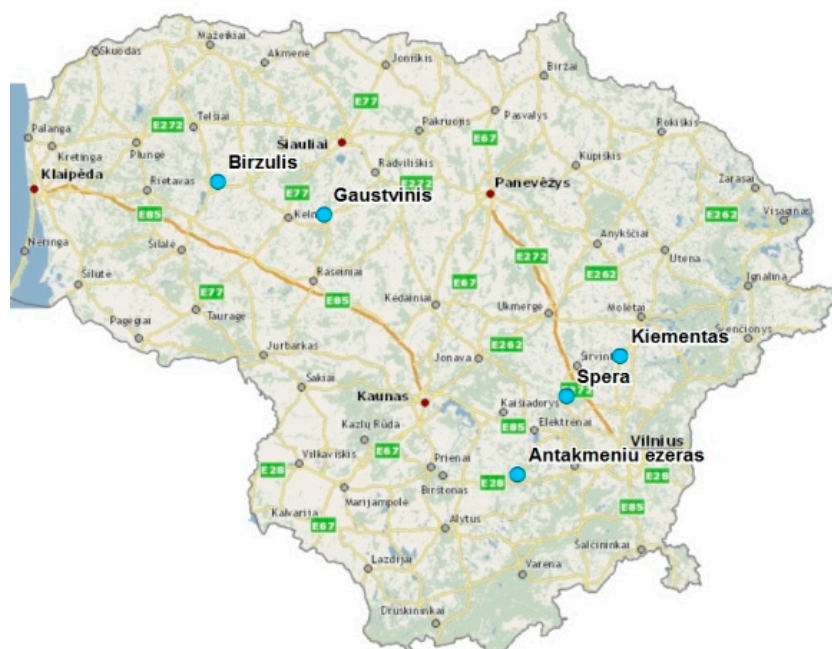 Skuodas
Mažeikiai
Akmenė
Joniškis
Biržai
E77
Pasvalys
Palanga
Telšiai
E272
Pakruojis
E67
Rokiškis
Kretinga
Plungė
Šiauliai
Kupiškis
Birzulis
Radviliškis
E272
Klaipėda
Rietavas
E77
Panevėžys
Zarasai
Gaustvinis
E85
Kelm
E262
Visaginas
Neringa
Šilalė
Anykščiai
E272
Utena
E262
Šilutė
E77
Raseiniai
E67
Ignalina
E85
Kėdainiai
Tauragė
Ukmergė
Molėtai
Pagėgiai
Švenčionys
Kiementas
Jurbarkas
E262
Jonava
Širvint
Spera
Šakiai
E272
Kaunas
Kaišiadorys
E85
Elektrėnai
Kazlų Rūda
Vilnius
E67
Antakmeniu ezeras
E28
Vilkaviškis
Prienai
E28
E28
Birštonas
Marijampolė
E85
Kalvarija
E67
Alytus
Šalčininkai
Lazdijai
Varėna
Druskininkai